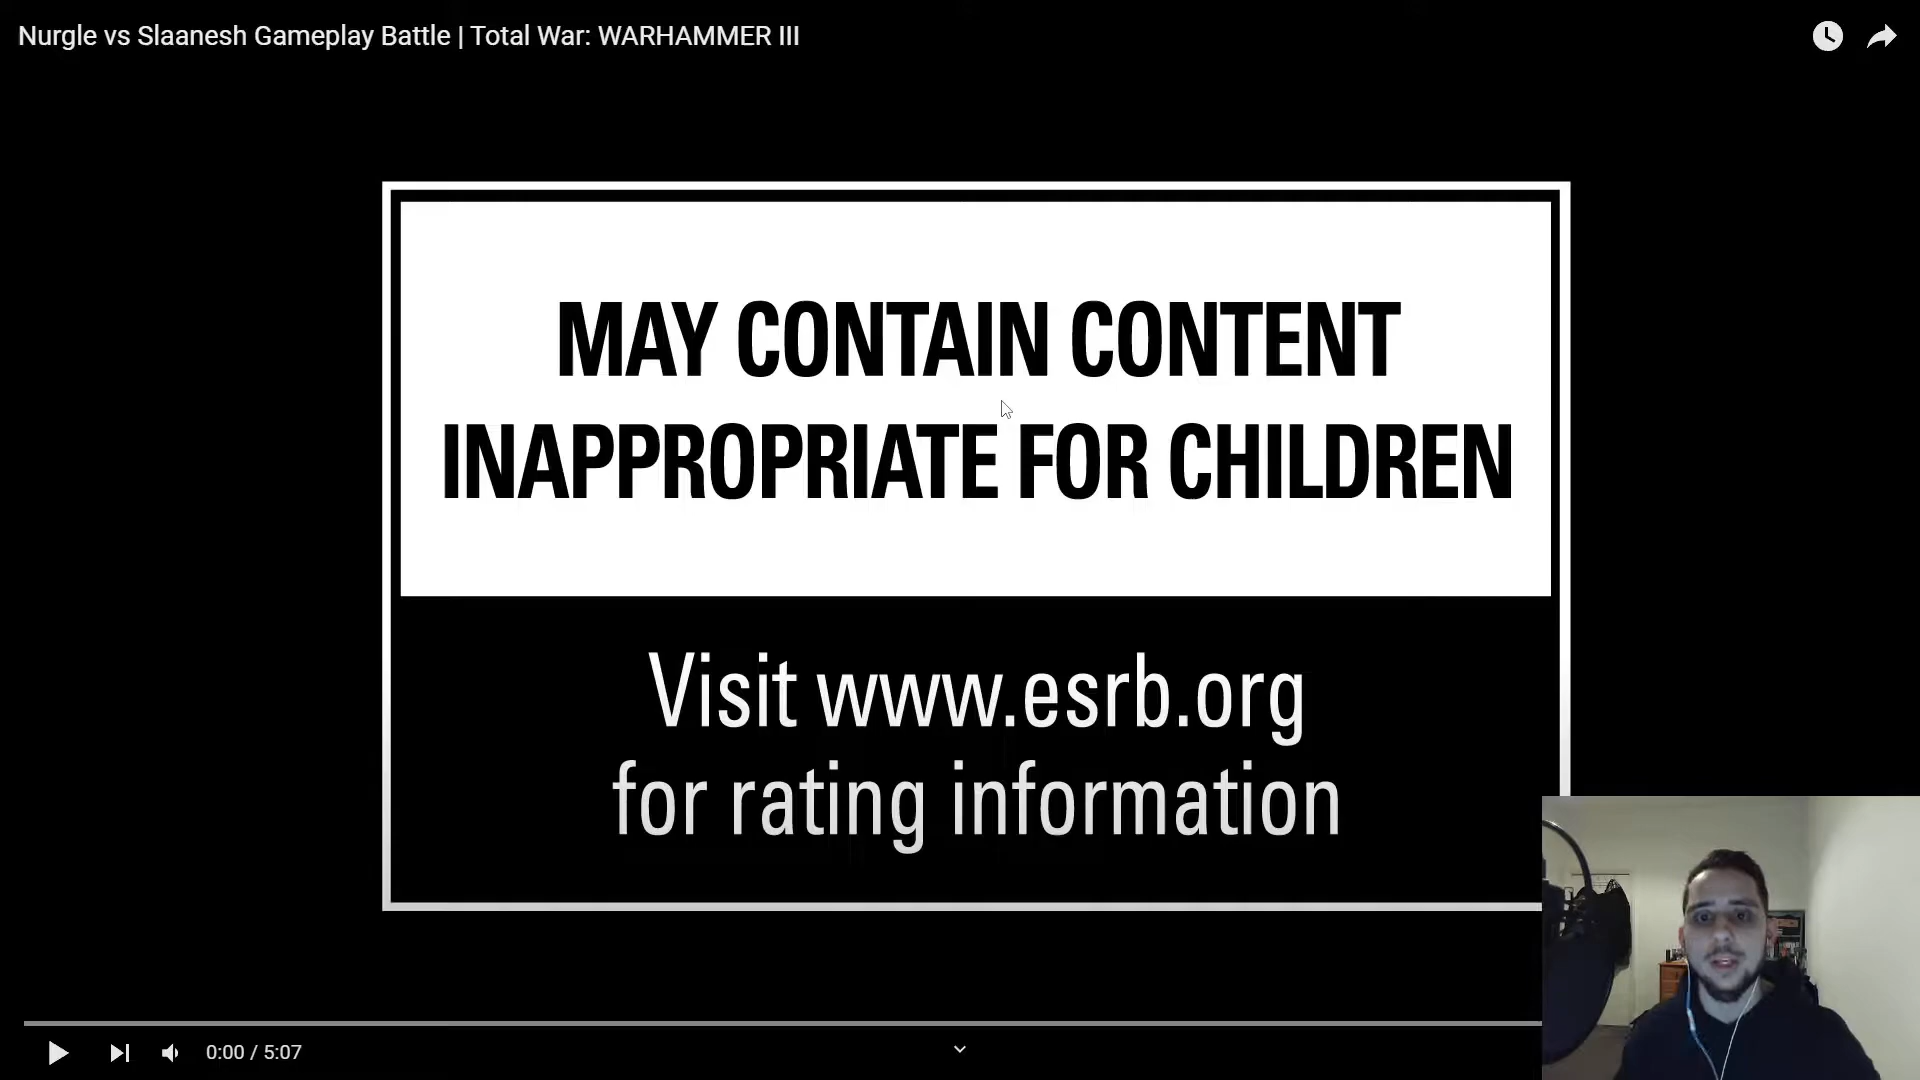 Nurgle vs Slaanesh Gameplay Battle | Total War: WARHAMMER III
MAY CONTAIN CONTENT
INAPPROPRIATE FOR CHILDREN
Visit www.esrb.org
for rating information
0:00 / 5:07